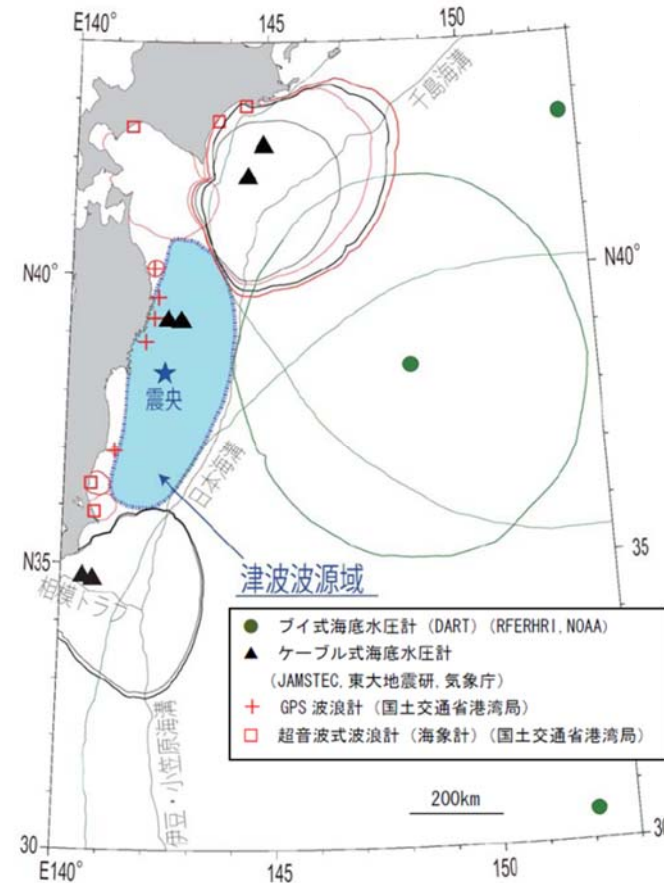 E140° 145 150
千島海溝
N40° N40°
震央
日本海溝
N35 35
津波波源域
相模トラフ
● ブイ式海底水圧計（DART）（RFERHRI, NOAA）
▲ ケーブル式海底水圧計
（JAMSTEC, 東大地震研, 気象庁）
+ GPS 波浪計（国土交通省港湾局）
□ 超音波式波浪計（海象計）（国土交通省港湾局）
伊豆・小笠原海溝
200km
30 30
E140° 145 150